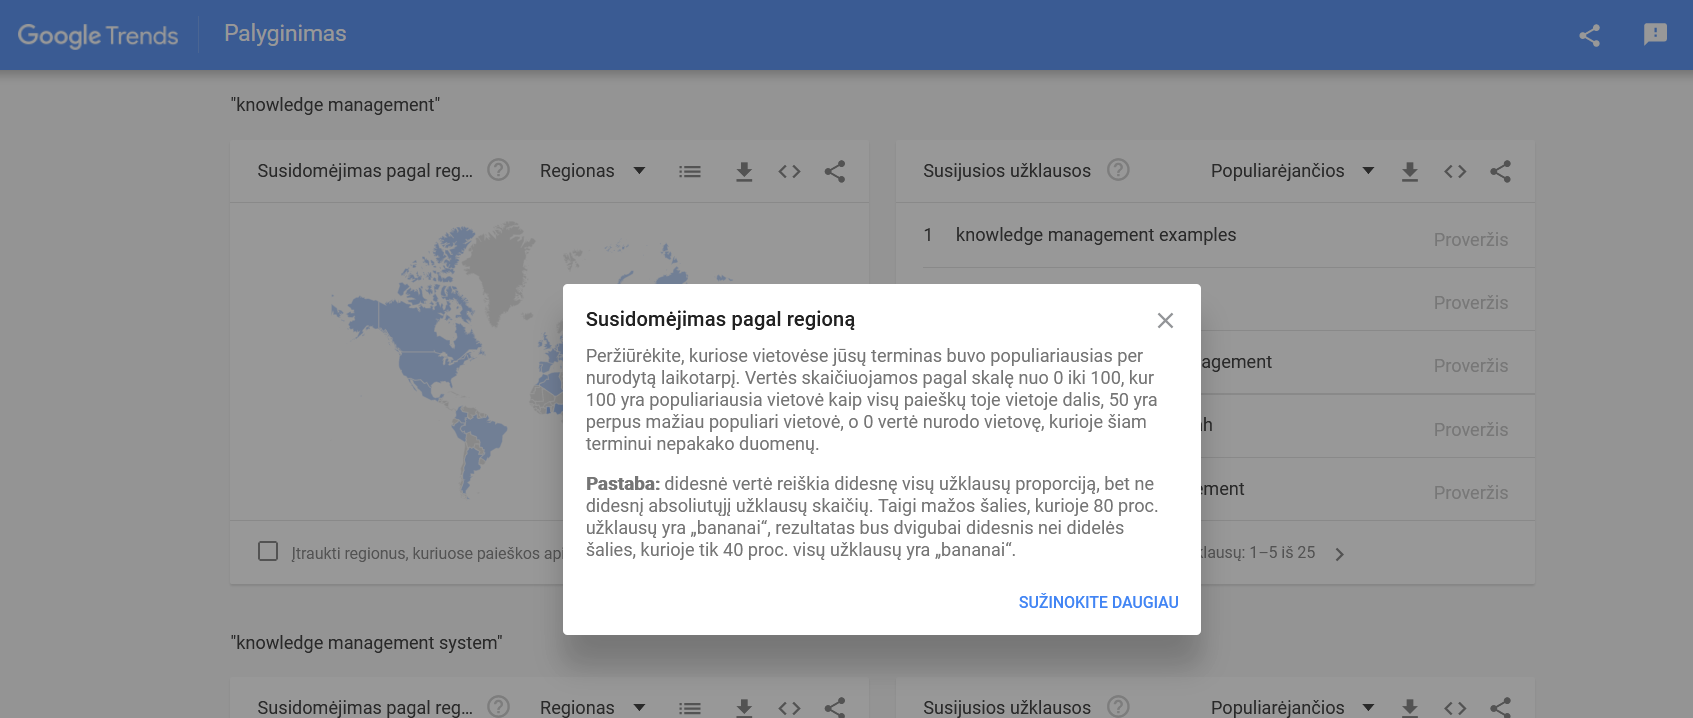 Google Trends
Palyginimas
"knowledge management"
Susidomėjimas pagal reg...
Regionas
Susijusios užklausos
Populiarėjančios
1 knowledge management examples
Proveržis
Proveržis
Proveržis
Proveržis
Proveržis
Susidomėjimas pagal regioną
Peržiūrėkite, kuriose vietovėse jūsų terminas buvo populiariausias per
nurodytą laikotarpį. Vertės skaičiuojamos pagal skalę nuo 0 iki 100, kur
100 yra populiariausia vietovė kaip visų paieškų toje vietoje dalis, 50 yra
perpus mažiau populiari vietovė, o 0 vertė nurodo vietovę, kurioje šiam
terminui nepakako duomenų.
Pastaba: didesnė vertė reiškia didesnę visų užklausų proporciją, bet ne
didesnį absoliutųjį užklausų skaičių. Taigi mažos šalies, kurioje 80 proc.
užklausų yra „bananai“, rezultatas bus dvigubai didesnis nei didelės
šalies, kurioje tik 40 proc. visų užklausų yra „bananai“.
SUŽINOKITE DAUGIAU
Įtraukti regionus, kuriuose paieškos
1–5 iš 25
"knowledge management system"
Susidomėjimas pagal reg...
Regionas
Susijusios užklausos
Populiarėjančios